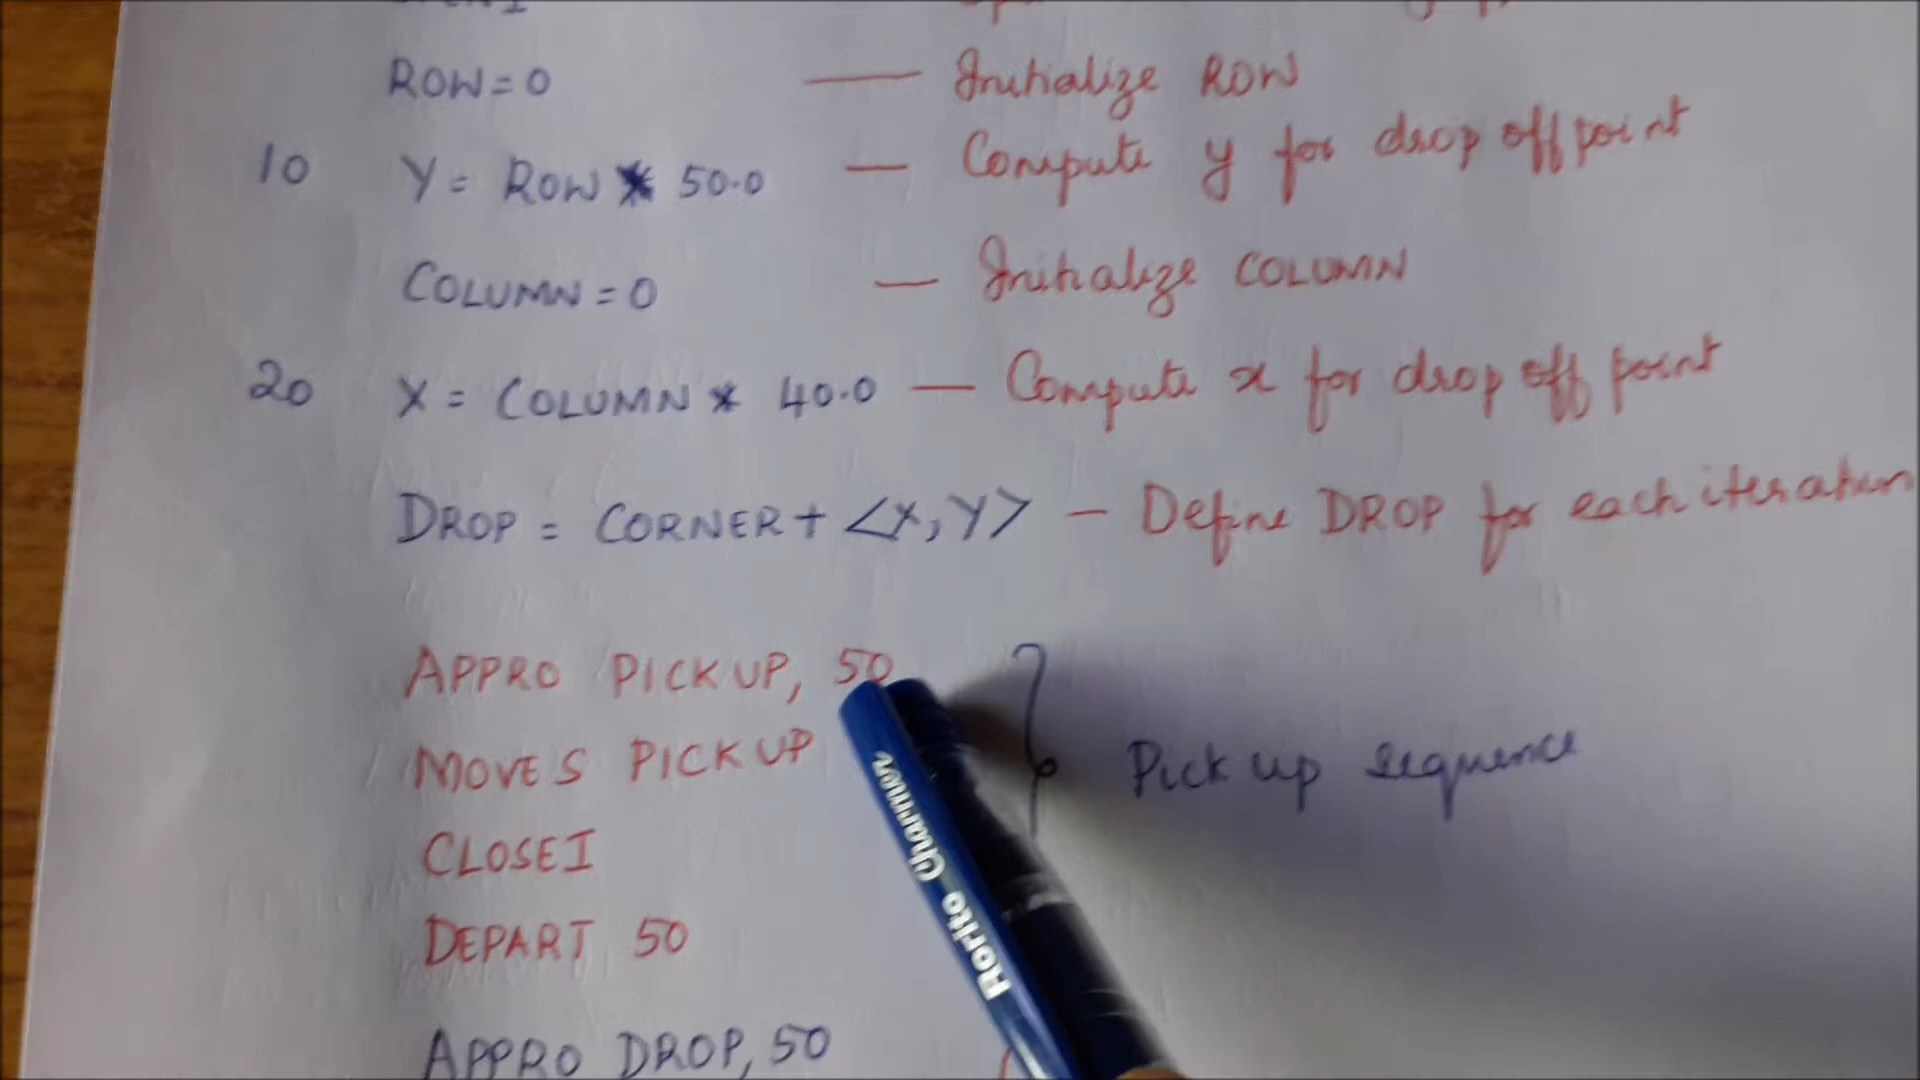 ROW = 0 — Initialize ROW
10 Y = ROW * 50.0 — Compute y for drop off point
COLUMN = 0 — Initialize COLUMN
20 X = COLUMN * 40.0 — Compute x for drop off point
DROP = CORNER + <X, Y> — Define DROP for each iteration
APPRO PICKUP, 50
MOVES PICKUP
Pick up sequence
CLOSEI
DEPART 50
APPRO DROP, 50
Rorito Charmer